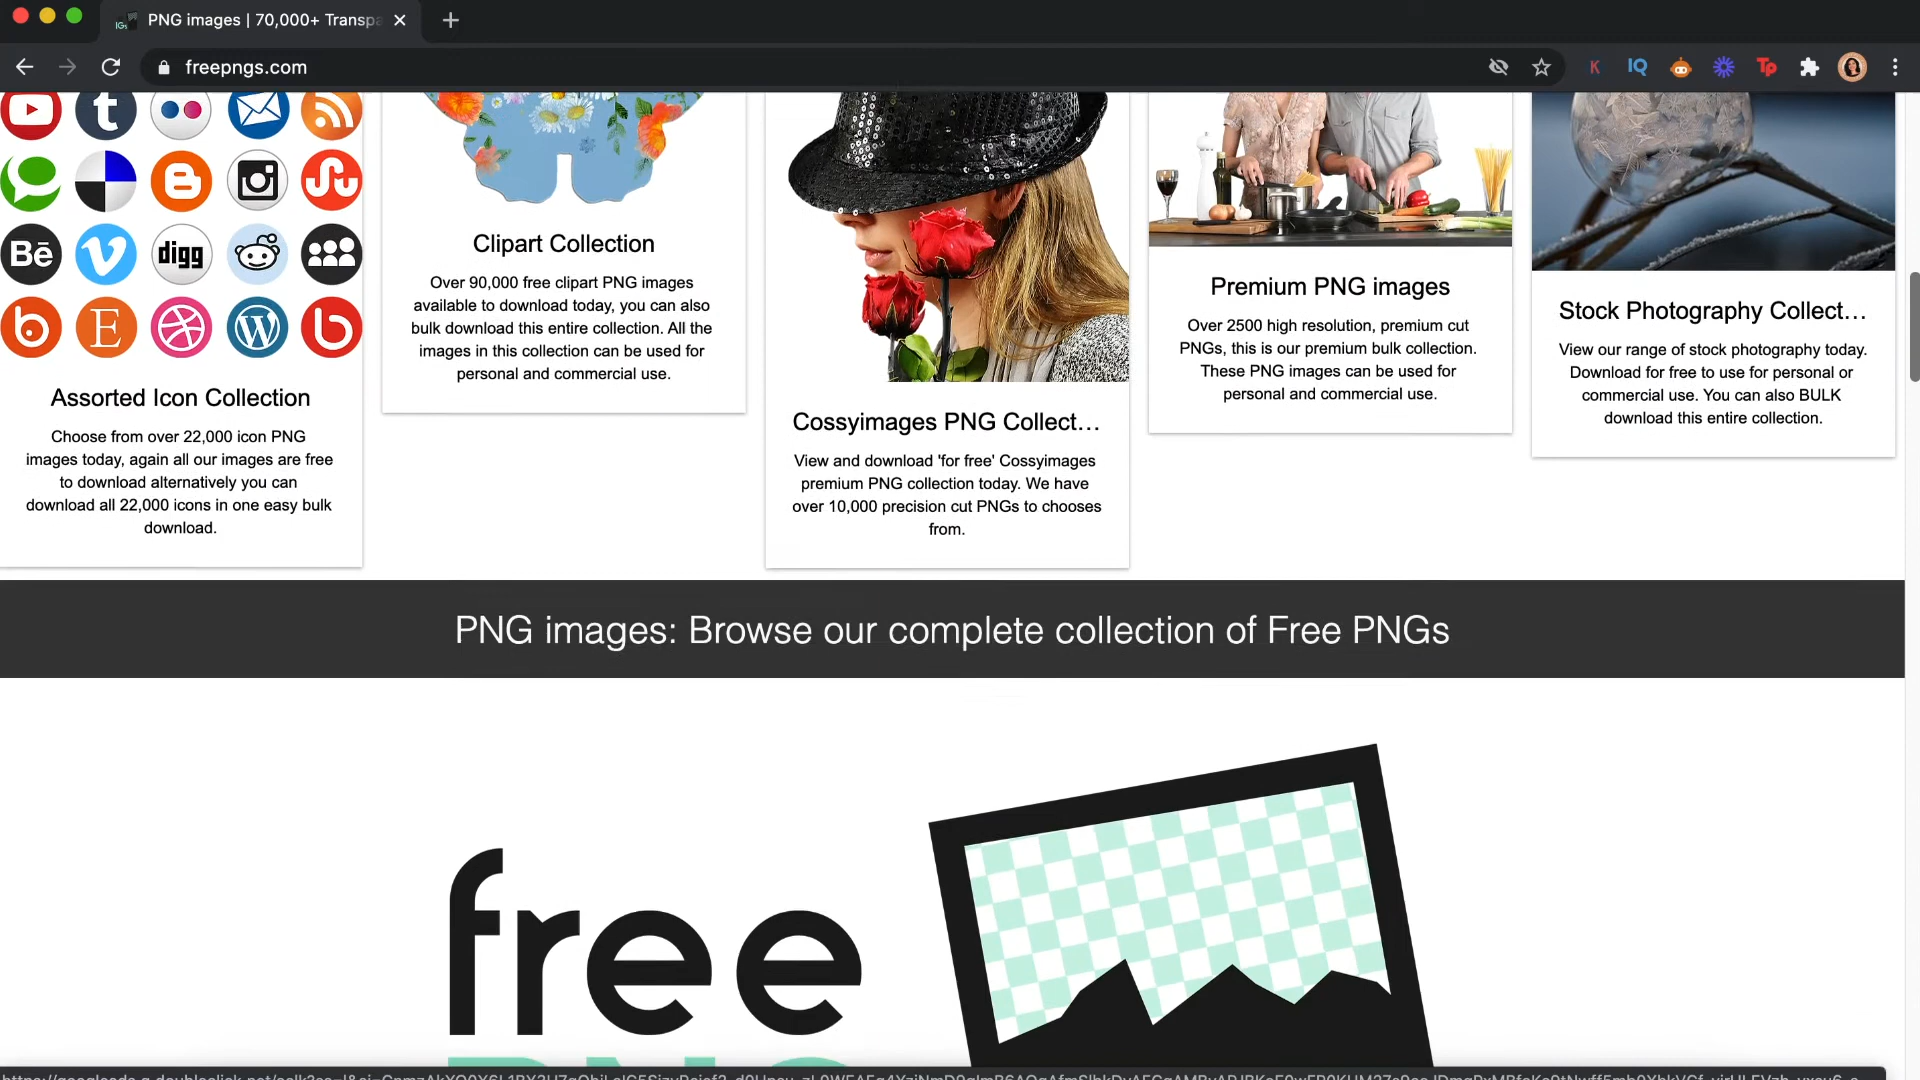 PNG images | 70,000+ Transpa
freepngs.com
K
IQ
Tp
t
B
Bē
digg
E
b
Assorted Icon Collection
Choose from over 22,000 icon PNG
images today, again all our images are free
to download alternatively you can
download all 22,000 icons in one easy bulk
download.
Clipart Collection
Over 90,000 free clipart PNG images
available to download today, you can also
bulk download this entire collection. All the
images in this collection can be used for
personal and commercial use.
Cossyimages PNG Collect…
View and download 'for free' Cossyimages
premium PNG collection today. We have
over 10,000 precision cut PNGs to chooses
from.
Premium PNG images
Over 2500 high resolution, premium cut
PNGs, this is our premium bulk collection.
These PNG images can be used for
personal and commercial use.
Stock Photography Collect…
View our range of stock photography today.
Download for free to use for personal or
commercial use. You can also BULK
download this entire collection.
PNG images: Browse our complete collection of Free PNGs
free